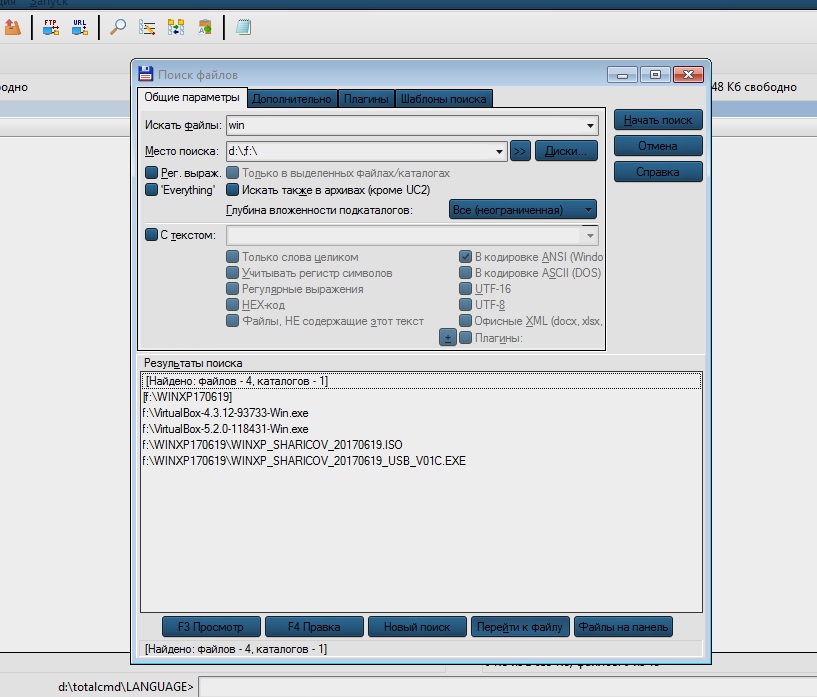 Запуск
FTP URL
одно
48 Кб свободно
Поиск файлов
Общие параметры Дополнительно Плагины Шаблоны поиска
Искать файлы: win Начать поиск
Место поиска: d:\;f:\ >> Диски... Отмена
Рег. выраж. Только в выделенных файлах/каталогах Справка
'Everything' Искать также в архивах (кроме UC2)
Глубина вложенности подкаталогов: Все (неограниченная)
С текстом:
Только слова целиком В кодировке ANSI (Windo
Учитывать регистр символов В кодировке ASCII (DOS)
Регулярные выражения UTF-16
HEX-код UTF-8
Файлы, НЕ содержащие этот текст Офисные XML (docx, xlsx,
± Плагины:
Результаты поиска
[Найдено: файлов - 4, каталогов - 1]
[f:\WINXP170619]
f:\VirtualBox-4.3.12-93733-Win.exe
f:\VirtualBox-5.2.0-118431-Win.exe
f:\WINXP170619\WINXP_SHARICOV_20170619.ISO
f:\WINXP170619\WINXP_SHARICOV_20170619_USB_V01C.EXE
F3 Просмотр F4 Правка Новый поиск Перейти к файлу Файлы на панель
[Найдено: файлов - 4, каталогов - 1]
d:\totalcmd\LANGUAGE>